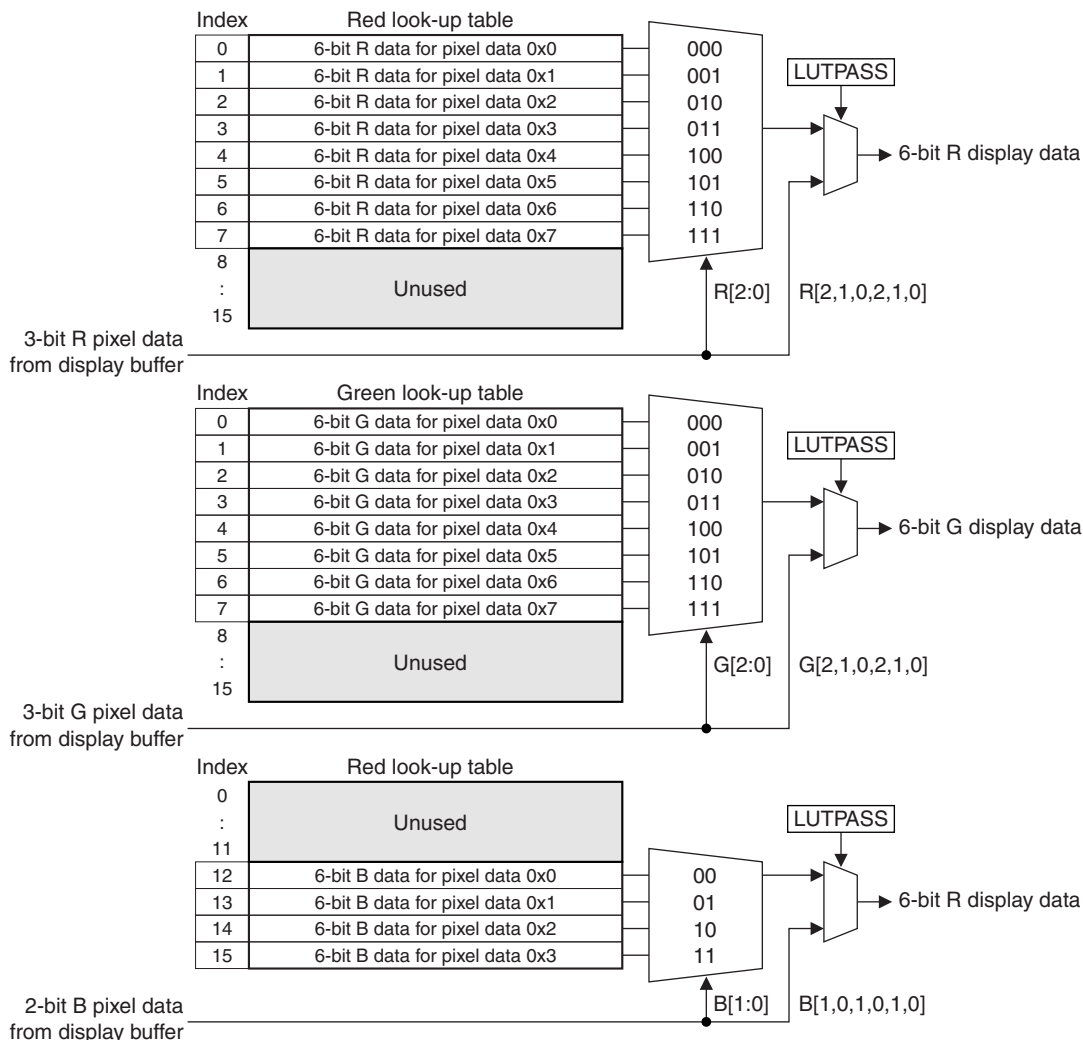 Index Red look-up table
0 6-bit R data for pixel data 0x0 000
1 6-bit R data for pixel data 0x1 001 LUTPASS
2 6-bit R data for pixel data 0x2 010
3 6-bit R data for pixel data 0x3 011
4 6-bit R data for pixel data 0x4 100 6-bit R display data
5 6-bit R data for pixel data 0x5 101
6 6-bit R data for pixel data 0x6 110
7 6-bit R data for pixel data 0x7 111
8
: Unused R[2:0] R[2,1,0,2,1,0]
15
3-bit R pixel data
from display buffer
Index Green look-up table
0 6-bit G data for pixel data 0x0 000
1 6-bit G data for pixel data 0x1 001 LUTPASS
2 6-bit G data for pixel data 0x2 010
3 6-bit G data for pixel data 0x3 011
4 6-bit G data for pixel data 0x4 100 6-bit G display data
5 6-bit G data for pixel data 0x5 101
6 6-bit G data for pixel data 0x6 110
7 6-bit G data for pixel data 0x7 111
8
: Unused G[2:0] G[2,1,0,2,1,0]
15
3-bit G pixel data
from display buffer
Index Red look-up table
0
: Unused LUTPASS
11
12 6-bit B data for pixel data 0x0 00
13 6-bit B data for pixel data 0x1 01 6-bit R display data
14 6-bit B data for pixel data 0x2 10
15 6-bit B data for pixel data 0x3 11
2-bit B pixel data B[1:0] B[1,0,1,0,1,0]
from display buffer